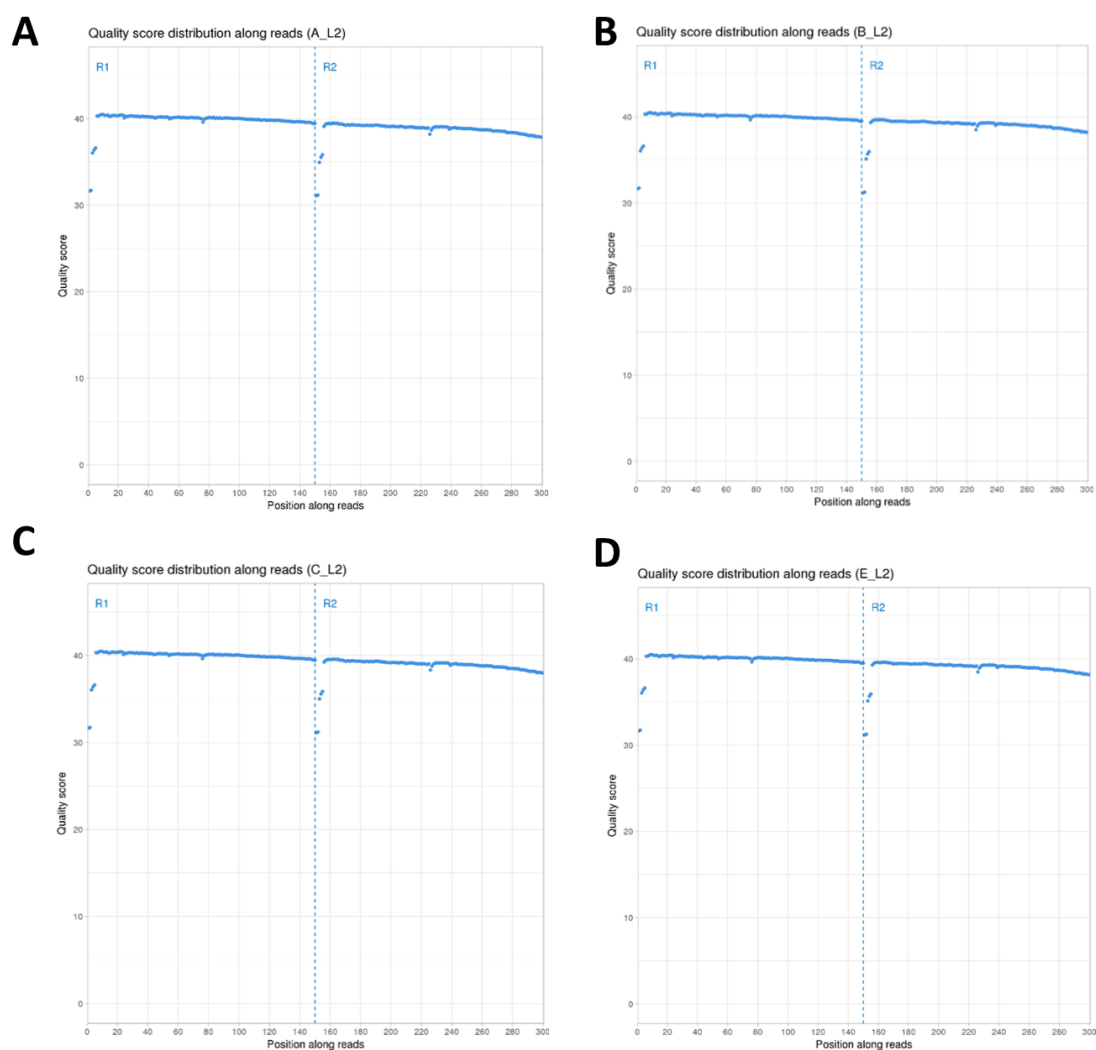 A
Quality score distribution along reads (A_L2)
R1
R2
40
30
20
10
0
Quality score
0 20 40 60 80 100 120 140 160 180 200 220 240 260 280 300
Position along reads
B
Quality score distribution along reads (B_L2)
R1
R2
40
30
20
10
0
Quality score
0 20 40 60 80 100 120 140 160 180 200 220 240 260 280 300
Position along reads
C
Quality score distribution along reads (C_L2)
R1
R2
40
30
20
10
0
Quality score
0 20 40 60 80 100 120 140 160 180 200 220 240 260 280 300
Position along reads
D
Quality score distribution along reads (E_L2)
R1
R2
40
30
20
10
0
Quality score
0 20 40 60 80 100 120 140 160 180 200 220 240 260 280 300
Position along reads